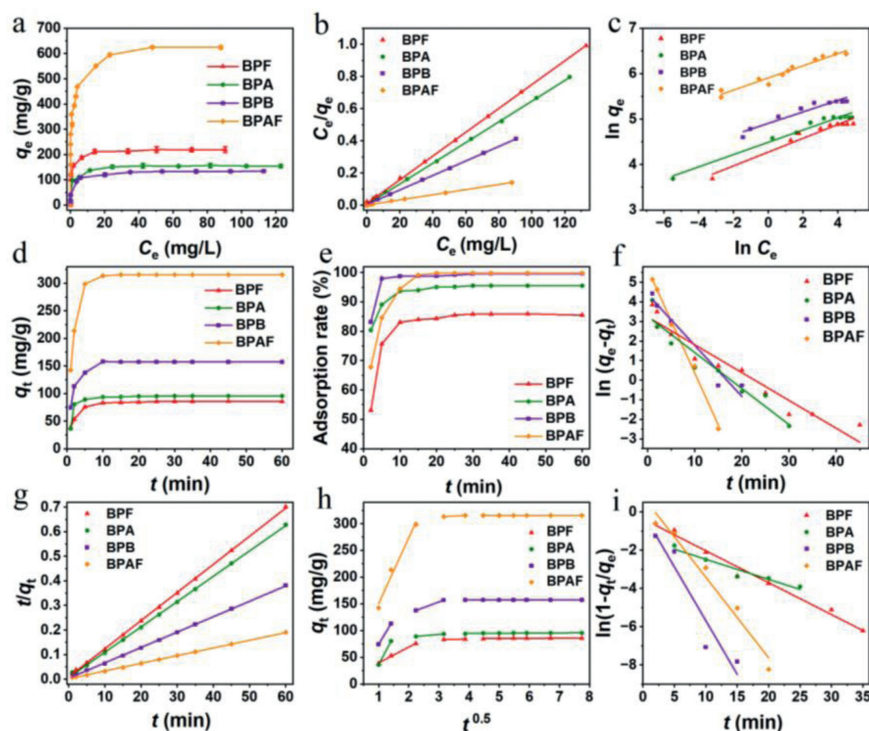 a
700
600
500
400
300
200
100
0
qe (mg/g)
BPF
BPA
BPB
BPAF
0 20 40 60 80 100 120
Ce (mg/L)
b
1.0
0.8
0.6
0.4
0.2
0.0
Ce/qe
BPF
BPA
BPB
BPAF
0 20 40 60 80 100 120
Ce (mg/L)
c
7
6
5
4
3
ln qe
BPF
BPA
BPB
BPAF
-6 -4 -2 0 2 4
ln Ce
d
300
250
200
150
100
50
0
qt (mg/g)
BPF
BPA
BPB
BPAF
0 10 20 30 40 50 60
t (min)
e
100
90
80
70
60
50
40
Adsorption rate (%)
BPF
BPA
BPB
BPAF
0 10 20 30 40 50 60
t (min)
f
5
4
3
2
1
0
-1
-2
-3
ln (qe-qt)
BPF
BPA
BPB
BPAF
0 10 20 30 40
t (min)
g
0.7
0.6
0.5
0.4
0.3
0.2
0.1
0.0
t/qt
BPF
BPA
BPB
BPAF
0 10 20 30 40 50 60
t (min)
h
300
250
200
150
100
50
0
qt (mg/g)
BPF
BPA
BPB
BPAF
1 2 3 4 5 6 7 8
t0.5
i
0
-2
-4
-6
-8
ln(1-qt/qe)
BPF
BPA
BPB
BPAF
0 5 10 15 20 25 30 35
t (min)